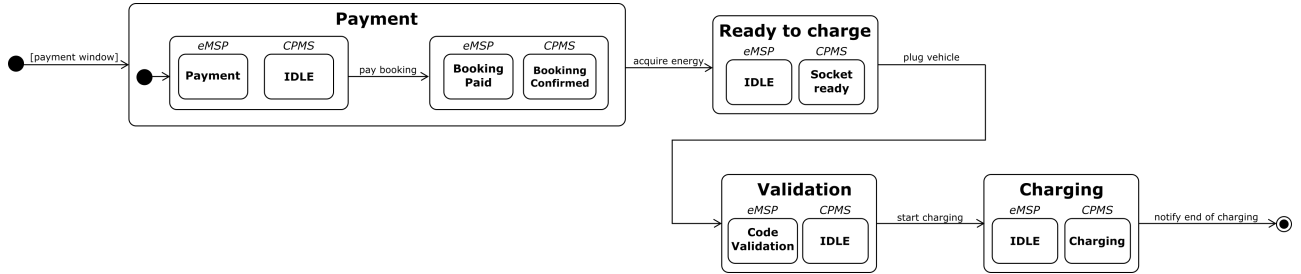 Payment
[payment window]
eMSP
CPMS
Payment
IDLE
pay booking
eMSP
CPMS
Booking
Paid
Bookinng
Confirmed
acquire energy
Ready to charge
eMSP
CPMS
IDLE
Socket
ready
plug vehicle
Validation
eMSP
CPMS
Code
Validation
IDLE
start charging
Charging
eMSP
CPMS
IDLE
Charging
notify end of charging